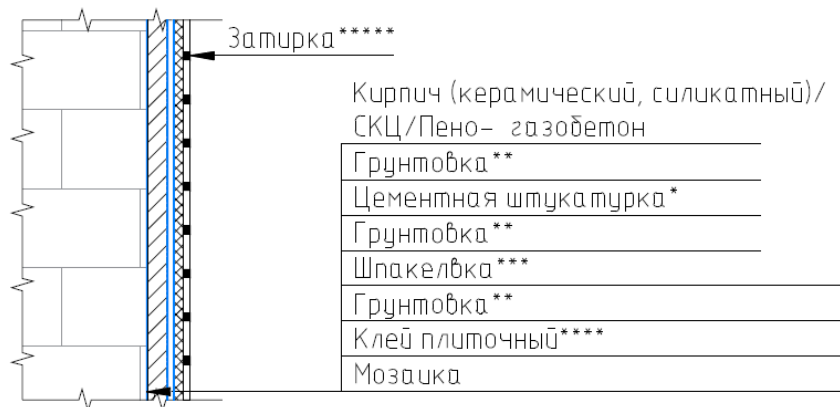 Затирка*****
Кирпич (керамический, силикатный)/
СКЦ/Пено- газобетон
Грунтовка**
Цементная штукатурка*
Грунтовка**
Шпакелвка***
Грунтовка**
Клей плиточный****
Мозаика